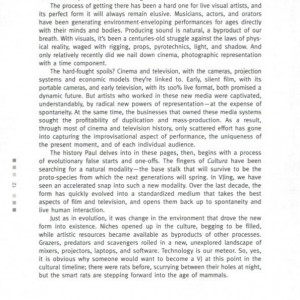 The process of getting there has been a hard one for live visual artists, and
its perfect form it will always remain elusive. Musicians, actors, and orators
have been generating environment-enveloping performances for ages directly
with their minds and bodies. Producing sound is natural, a byproduct of our
breath. With visuals, it's been a centuries-old struggle against the laws of phys-
ical reality, waged with rigging, props, pyrotechnics, light, and shadow. And
only relatively recently did we nail down cinema, photographic representation
with a time component.
The hard-fought spoils? Cinema and television, with the cameras, projection
systems and economic models they're linked to. Early, silent film, with its
portable cameras, and early television, with its 100% live format, both promised a
dynamic future. But artists who worked in these new media were captivated,
understandably, by radical new powers of representation—at the expense of
spontaneity. At the same time, the businesses that owned these media systems
sought the profitability of duplication and mass-production. As a result,
through most of cinema and television history, only scattered effort has gone
into capturing the improvisational aspect of performance, the uniqueness of
the present moment, and of each individual audience.
The history Paul delves into in these pages, then, begins with a process
of evolutionary false starts and one-offs. The fingers of Cultura have been
searching for a natural modality—the base stalk that will survive to be the
proto-species from which the next generations will spring. In VJing, we have
seen an accelerated snap into such a new modality. Over the last decade, the
form has quickly evolved into a standardized medium that takes the best
aspects of film and television, and opens them back up to spontaneity and
live human interaction.
Just as in evolution, it was change in the environment that drove the new
form into existence. Niches opened up in the culture, begging to be filled,
while artistic resources became available as byproducts of other processes.
Grazers, predators and scavengers roiled in a new, unexplored landscape of
mixers, projectors, laptops, and software. Technology is our meteor. So, yes,
it is obvious why someone would want to become a VJ at this point in the
cultural timeline; there were rats before, scurrying between their holes at night,
but the smart rats are stepping forward into the age of mammals.